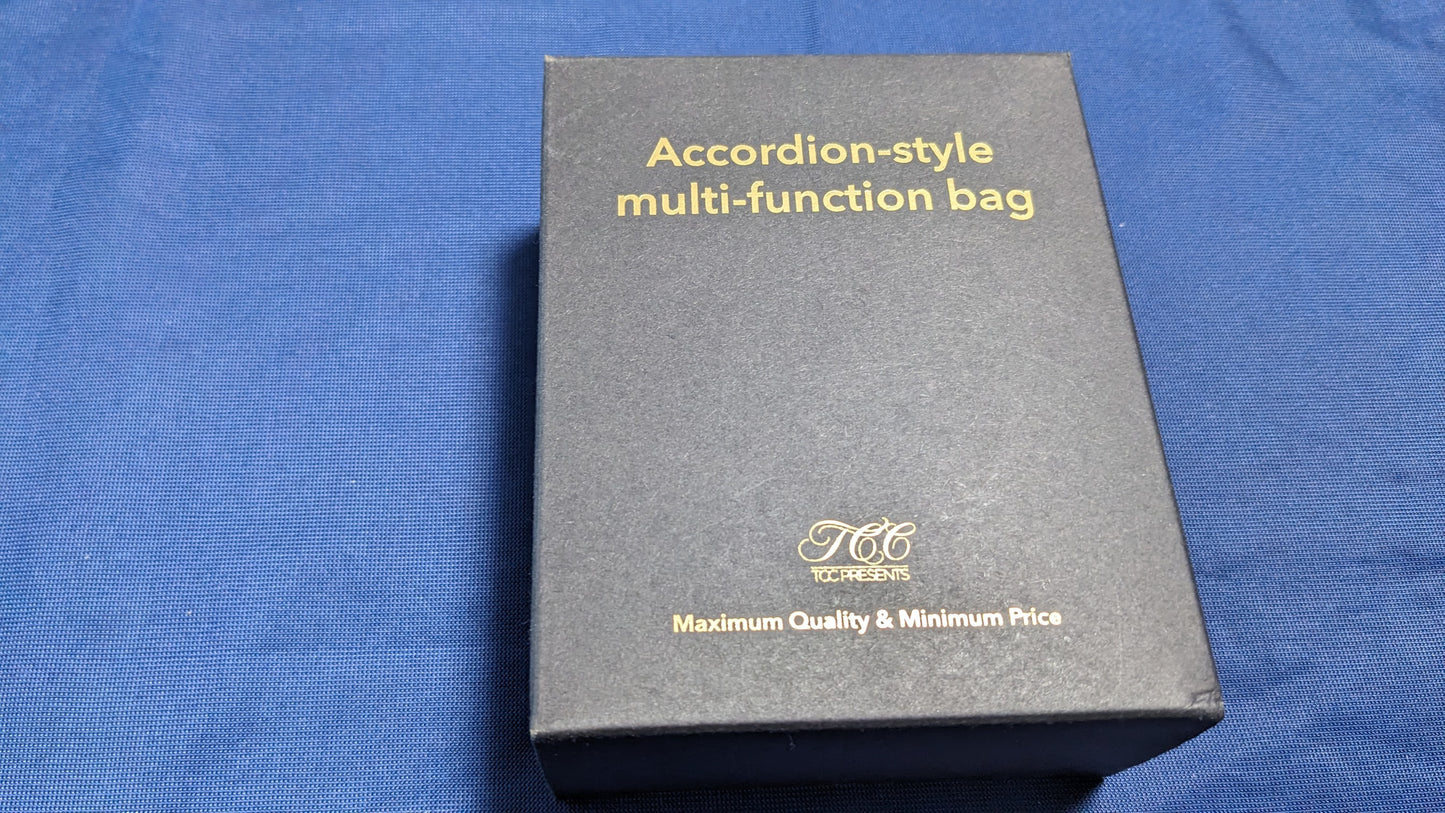 Accordion-style
multi-function bag
TCC
TCC PRESENTS
Maximum Quality & Minimum Price